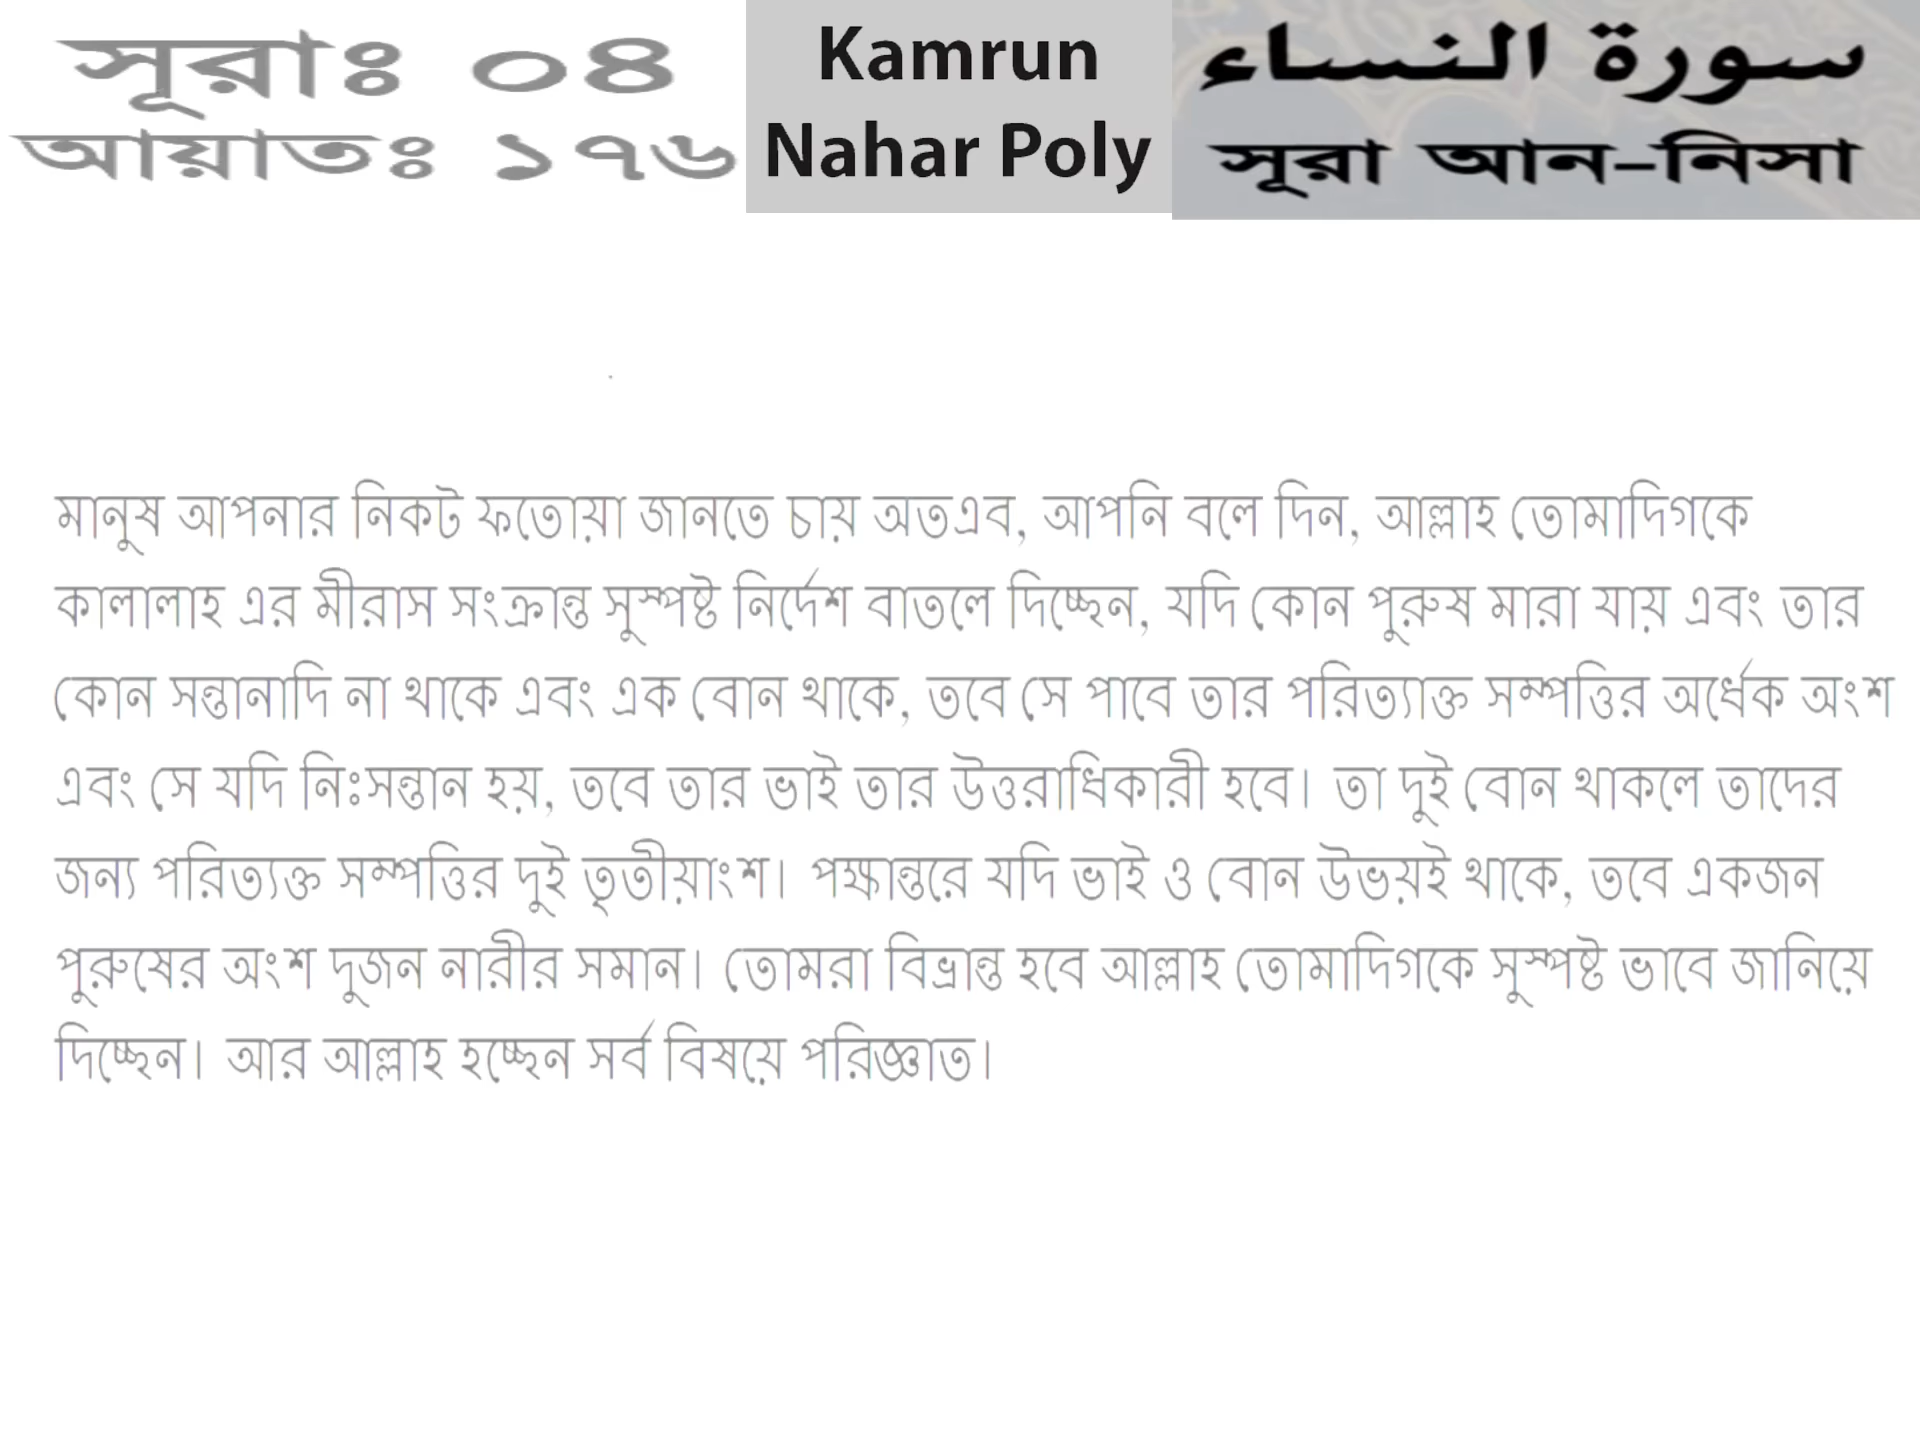 সূরাঃ ০৪
আয়াতঃ ১৭৬
Kamrun
Nahar Poly
سورة النساء
সূরা আন-নিসা
মানুষ আপনার নিকট ফতোয়া জানতে চায় অতএব, আপনি বলে দিন, আল্লাহ তোমাদিগকে
কালালাহ এর মীরাস সংক্রান্ত সুস্পষ্ট নির্দেশ বাতলে দিচ্ছেন, যদি কোন পুরুষ মারা যায় এবং তার
কোন সন্তানাদি না থাকে এবং এক বোন থাকে, তবে সে পাবে তার পরিত্যাক্ত সম্পত্তির অর্ধেক অংশ
এবং সে যদি নিঃসন্তান হয়, তবে তার ভাই তার উত্তরাধিকারী হবে। তা দুই বোন থাকলে তাদের
জন্য পরিত্যক্ত সম্পত্তির দুই তৃতীয়াংশ। পক্ষান্তরে যদি ভাই ও বোন উভয়ই থাকে, তবে একজন
পুরুষের অংশ দুজন নারীর সমান। তোমরা বিভ্রান্ত হবে আল্লাহ তোমাদিগকে সুস্পষ্ট ভাবে জানিয়ে
দিচ্ছেন। আর আল্লাহ হচ্ছেন সর্ব বিষয়ে পরিজ্ঞাত।